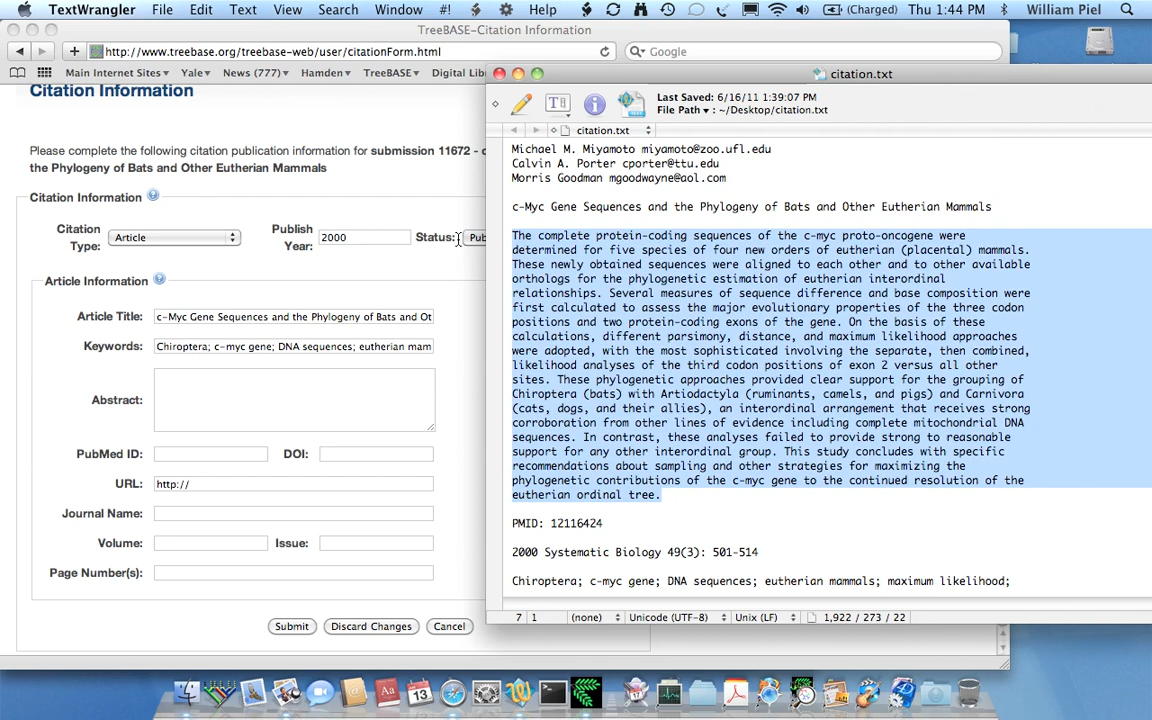 TextWrangler File Edit Text View Search Window #! Help (Charged) Thu 1:44 PM William Piel
TreeBASE-Citation Information
http://www.treebase.org/treebase-web/user/citationForm.html
Google
Main Internet Sites Yale News (777) Hamden TreeBASE Digital Lib
Citation Information
Please complete the following citation publication information for submission 11672 - c
the Phylogeny of Bats and Other Eutherian Mammals
Citation Information
Citation Type: Article
Publish Year: 2000
Status: Pub
Article Information
Article Title: c-Myc Gene Sequences and the Phylogeny of Bats and Ot
Keywords: Chiroptera; c-myc gene; DNA sequences; eutherian mam
Abstract:
PubMed ID: DOI:
URL: http://
Journal Name:
Volume: Issue:
Page Number(s):
Submit Discard Changes Cancel
citation.txt
Last Saved: 6/16/11 1:39:07 PM
File Path : ~/Desktop/citation.txt
citation.txt
Michael M. Miyamoto miyamoto@zoo.ufl.edu
Calvin A. Porter cporter@ttu.edu
Morris Goodman mgoodwayne@aol.com
c-Myc Gene Sequences and the Phylogeny of Bats and Other Eutherian Mammals
The complete protein-coding sequences of the c-myc proto-oncogene were
determined for five species of four new orders of eutherian (placental) mammals.
These newly obtained sequences were aligned to each other and to other available
orthologs for the phylogenetic estimation of eutherian interordinal
relationships. Several measures of sequence difference and base composition were
first calculated to assess the major evolutionary properties of the three codon
positions and two protein-coding exons of the gene. On the basis of these
calculations, different parsimony, distance, and maximum likelihood approaches
were adopted, with the most sophisticated involving the separate, then combined,
likelihood analyses of the third codon positions of exon 2 versus all other
sites. These phylogenetic approaches provided clear support for the grouping of
Chiroptera (bats) with Artiodactyla (ruminants, camels, and pigs) and Carnivora
(cats, dogs, and their allies), an interordinal arrangement that receives strong
corroboration from other lines of evidence including complete mitochondrial DNA
sequences. In contrast, these analyses failed to provide strong to reasonable
support for any other interordinal group. This study concludes with specific
recommendations about sampling and other strategies for maximizing the
phylogenetic contributions of the c-myc gene to the continued resolution of the
eutherian ordinal tree.
PMID: 12116424
2000 Systematic Biology 49(3): 501-514
Chiroptera; c-myc gene; DNA sequences; eutherian mammals; maximum likelihood;
7 1 (none) Unicode (UTF-8) Unix (LF) 1,922 / 273 / 22